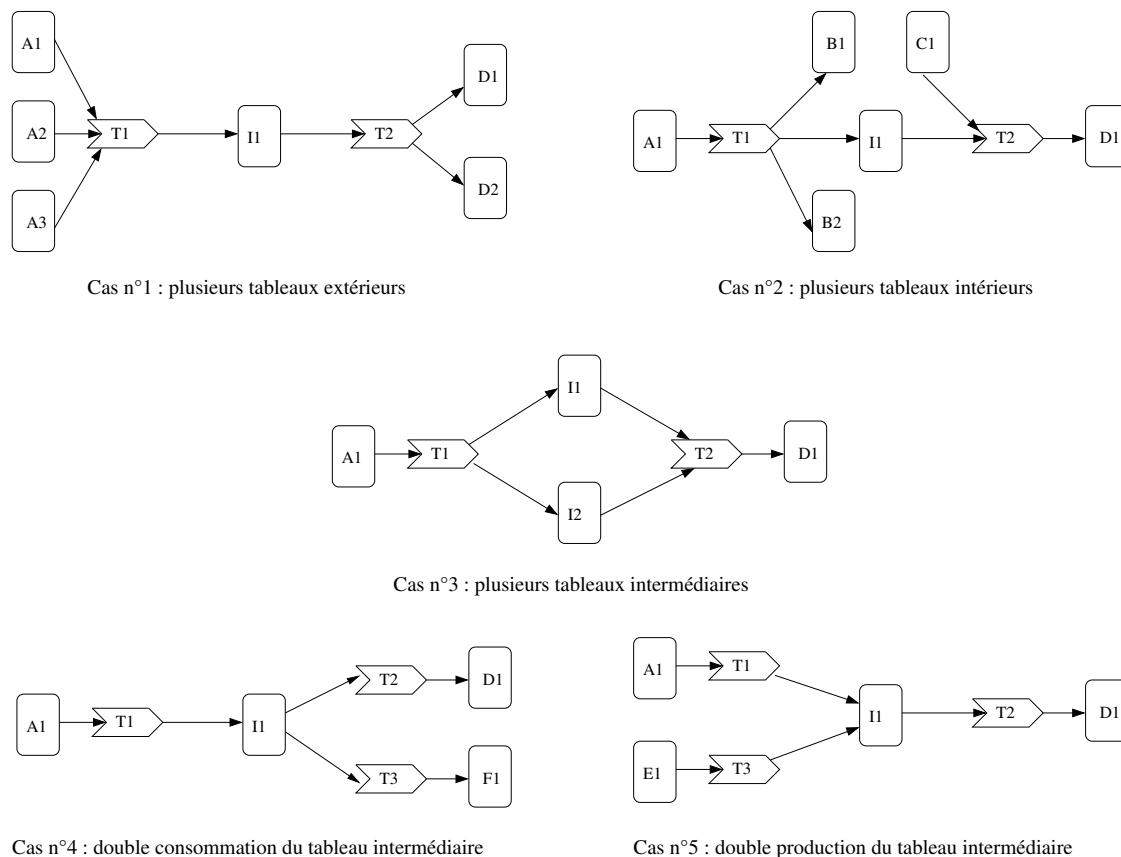 A1
A2
A3
T1
I1
T2
D1
D2
Cas n°1 : plusieurs tableaux extérieurs
A1
T1
B1
I1
B2
C1
T2
D1
Cas n°2 : plusieurs tableaux intérieurs
A1
T1
I1
I2
T2
D1
Cas n°3 : plusieurs tableaux intermédiaires
A1
T1
I1
T2
D1
T3
F1
Cas n°4 : double consommation du tableau intermédiaire
A1
T1
E1
T3
I1
T2
D1
Cas n°5 : double production du tableau intermédiaire